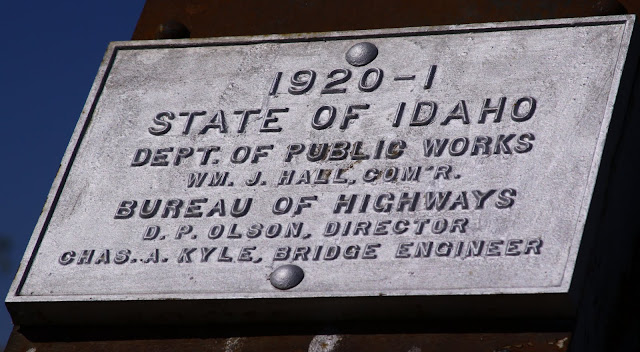 1920-1
STATE OF IDAHO
DEPT. OF PUBLIC WORKS
WM. J. HALL, COM'R.
BUREAU OF HIGHWAYS
D. P. OLSON, DIRECTOR
CHAS. A. KYLE, BRIDGE ENGINEER